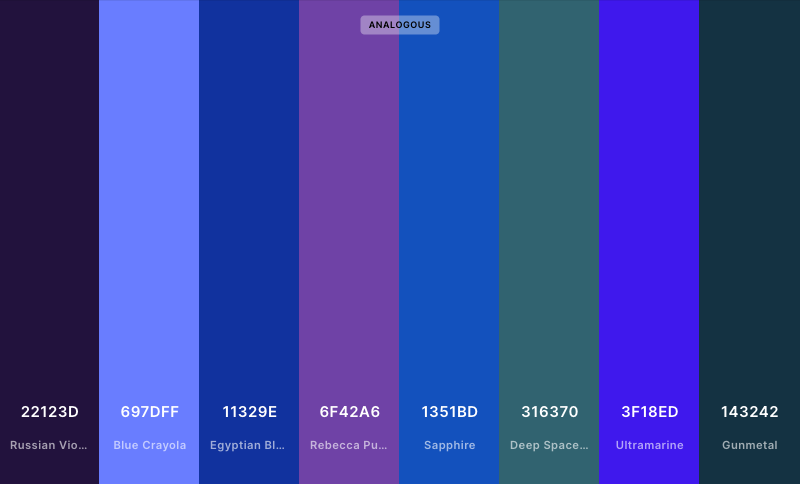 ANALOGOUS
22123D
697DFF
11329E
6F42A6
1351BD
316370
3F18ED
143242
Russian Vio...
Blue Crayola
Egyptian Bl...
Rebecca Pu...
Sapphire
Deep Space...
Ultramarine
Gunmetal